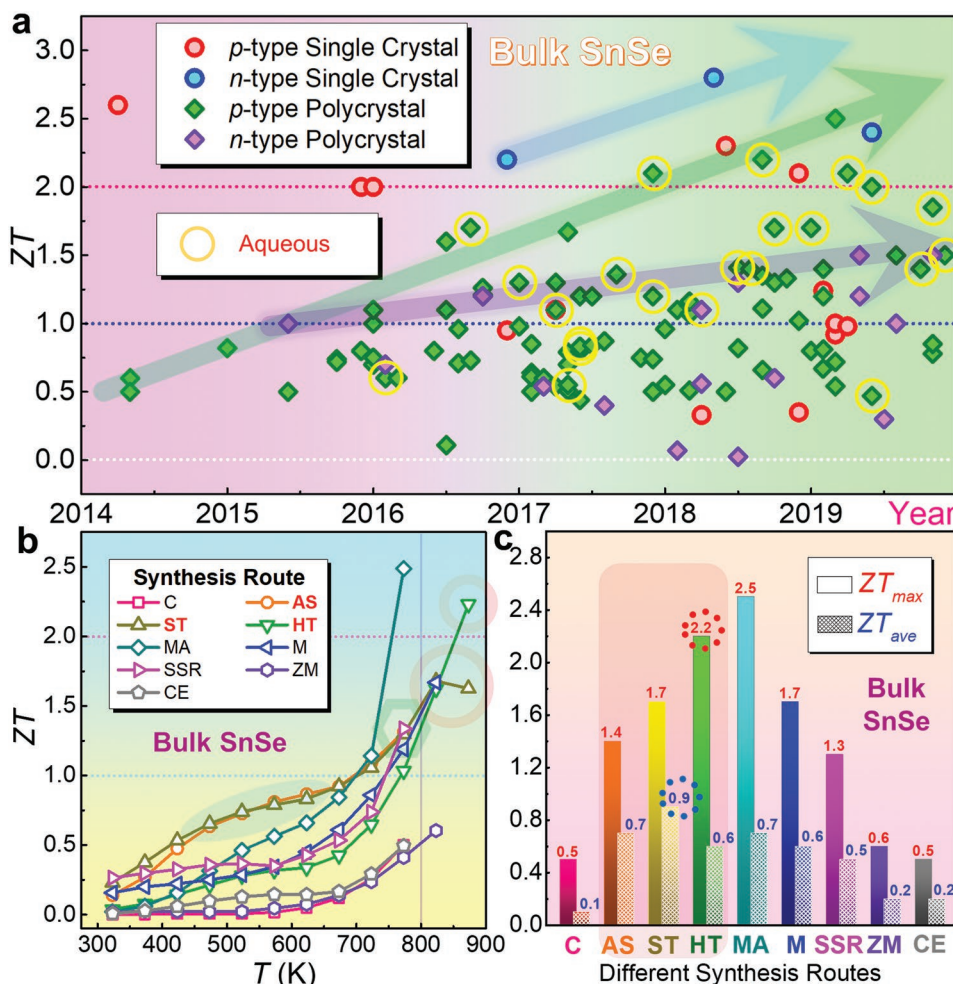 a
Bulk SnSe
p-type Single Crystal
n-type Single Crystal
p-type Polycrystal
n-type Polycrystal
Aqueous
ZT
3.0
2.5
2.0
1.5
1.0
0.5
0.0
2014 2015 2016 2017 2018 2019 Year
b
Synthesis Route
C AS
ST HT
MA M
SSR ZM
CE
Bulk SnSe
ZT
2.5
2.0
1.5
1.0
0.5
0.0
300 400 500 600 700 800 900
T (K)
c
ZTmax
ZTave
Bulk
SnSe
2.8
2.4
2.0
1.6
1.2
0.8
0.4
0.0
0.5 0.1
1.4 0.7
1.7 0.9
2.2 0.6
2.5 0.7
1.7 0.6
1.3 0.5
0.6 0.2
0.5 0.2
C AS ST HT MA M SSR ZM CE
Different Synthesis Routes